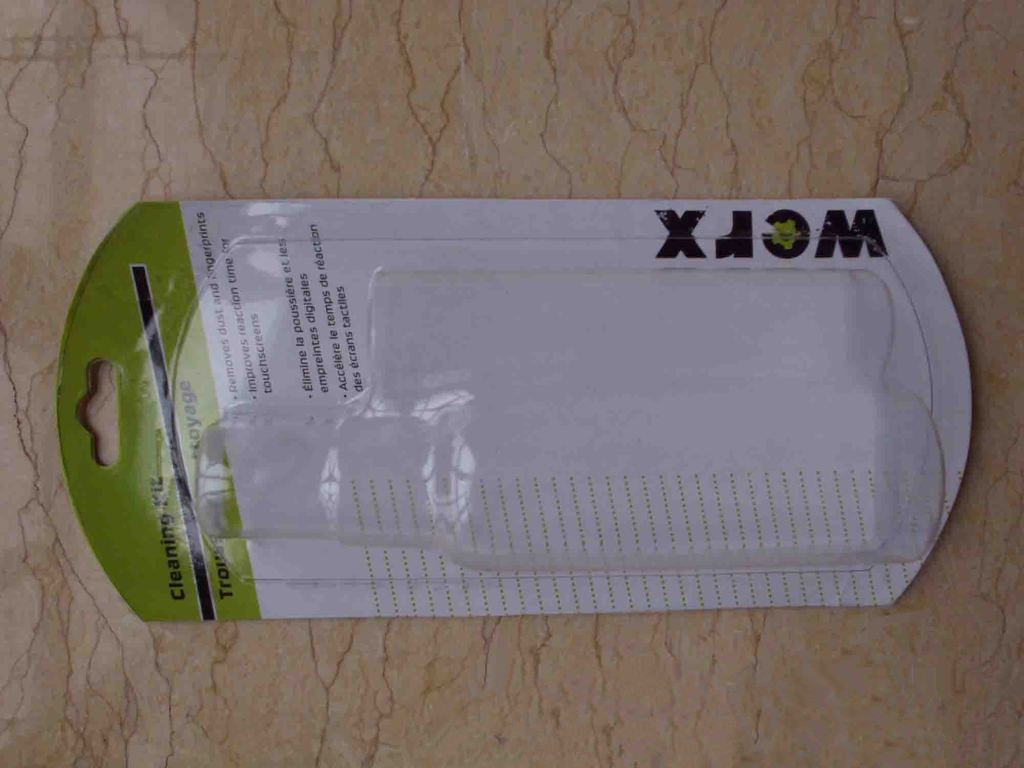 Cleaning Kit
• Removes dust and fingerprints
• Improves reaction time for
touchscreens
• Élimine la poussière et les
empreintes digitales
• Accélère le temps de réaction
des écrans tactiles
worx